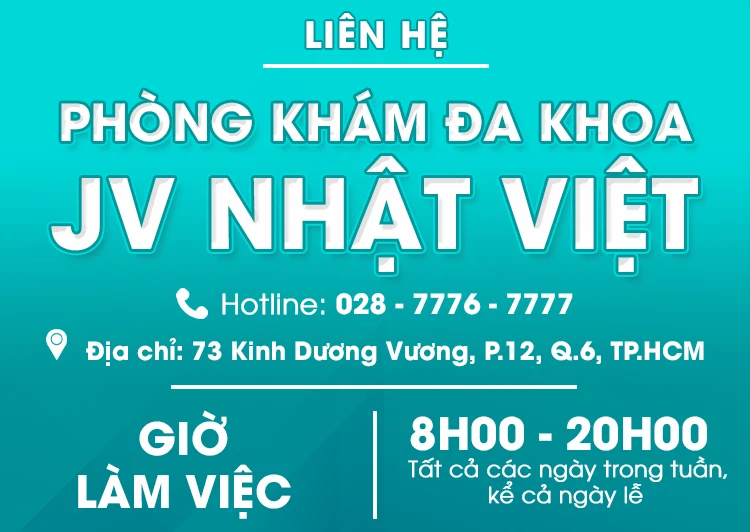 LIÊN HỆ
PHÒNG KHÁM ĐA KHOA
JV NHẬT VIỆT
Hotline: 028 - 7776 - 7777
Địa chỉ: 73 Kinh Dương Vương, P.12, Q.6, TP.HCM
GIỜ
LÀM VIỆC
8H00 - 20H00
Tất cả các ngày trong tuần,
kể cả ngày lễ